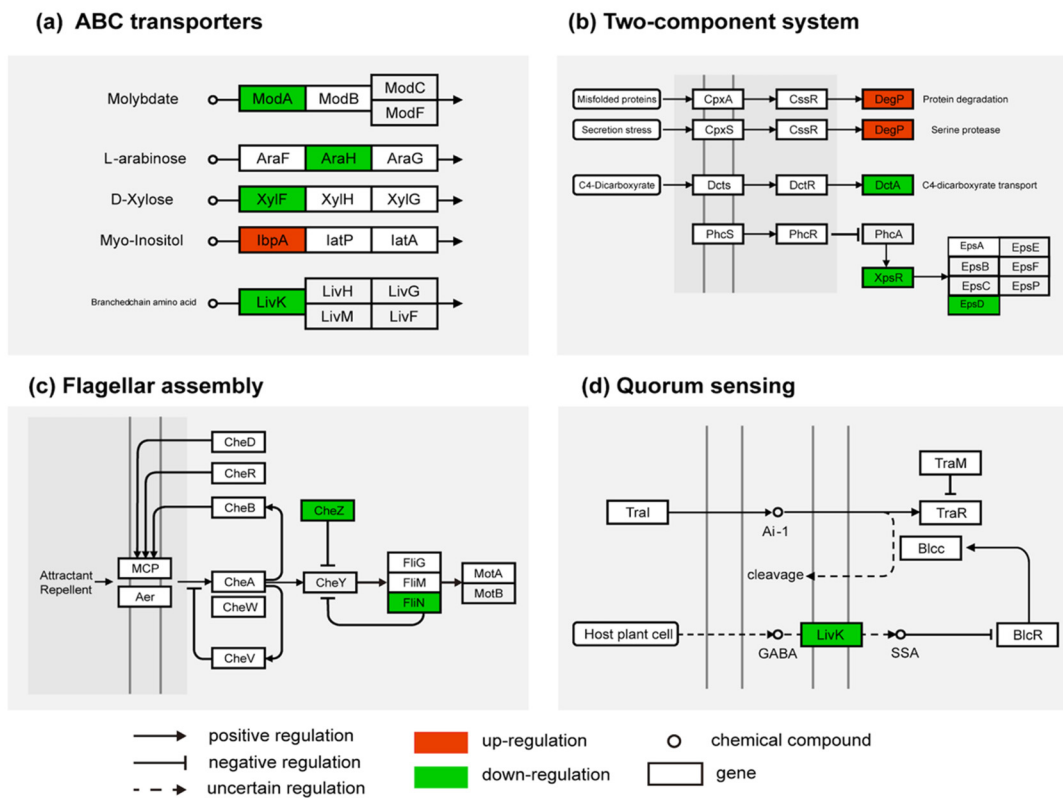 (a) ABC transporters
Molybdate
ModA
ModB
ModC
ModF
L-arabinose
AraF
AraH
AraG
D-Xylose
XylF
XylH
XylG
Myo-Inositol
IbpA
IatP
IatA
Branchedchain amino acid
LivK
LivH
LivG
LivM
LivF
(b) Two-component system
Misfolded proteins
CpxA
CssR
DegP
Protein degradation
Secretion stress
CpxS
CssR
DegP
Serine protease
C4-Dicarboxyrate
Dcts
DctR
DctA
C4-dicarboxyrate transport
PhcS
PhcR
PhcA
XpsR
EpsA
EpsE
EpsB
EpsF
EpsC
EpsP
EpsD
(c) Flagellar assembly
CheD
CheR
CheB
CheZ
Attractant
Repellent
MCP
Aer
CheA
CheW
CheV
CheY
FliG
FliM
FliN
MotA
MotB
(d) Quorum sensing
TraM
TraI
Ai-1
TraR
Blcc
cleavage
Host plant cell
GABA
LivK
SSA
BlcR
positive regulation
negative regulation
uncertain regulation
up-regulation
down-regulation
chemical compound
gene